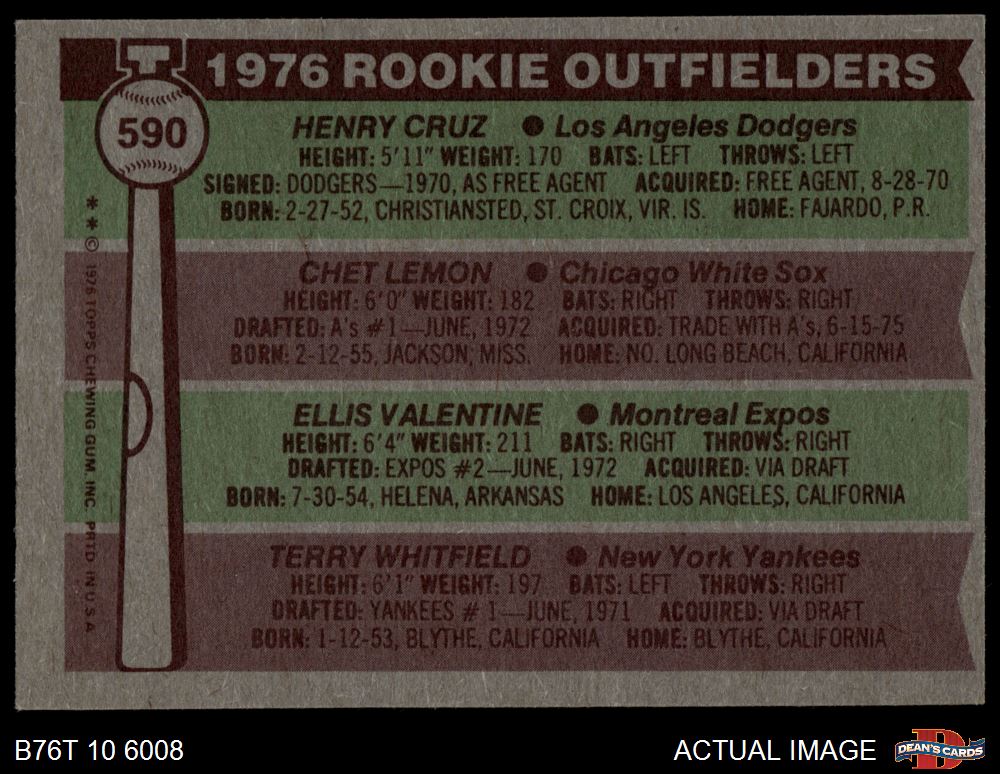 T
1976 ROOKIE OUTFIELDERS
590
HENRY CRUZ ● Los Angeles Dodgers
HEIGHT: 5'11" WEIGHT: 170 BATS: LEFT THROWS: LEFT
SIGNED: DODGERS—1970, AS FREE AGENT ACQUIRED: FREE AGENT, 8-28-70
BORN: 2-27-52, CHRISTIANSTED, ST. CROIX, VIR. IS. HOME: FAJARDO, P.R.
CHET LEMON ● Chicago White Sox
HEIGHT: 6'0" WEIGHT: 182 BATS: RIGHT THROWS: RIGHT
DRAFTED: A's #1—JUNE, 1972 ACQUIRED: TRADE WITH A's, 6-15-75
BORN: 2-12-55, JACKSON, MISS. HOME: NO. LONG BEACH, CALIFORNIA
ELLIS VALENTINE ● Montreal Expos
HEIGHT: 6'4" WEIGHT: 211 BATS: RIGHT THROWS: RIGHT
DRAFTED: EXPOS #2—JUNE, 1972 ACQUIRED: VIA DRAFT
BORN: 7-30-54, HELENA, ARKANSAS HOME: LOS ANGELES, CALIFORNIA
TERRY WHITFIELD ● New York Yankees
HEIGHT: 6'1" WEIGHT: 197 BATS: LEFT THROWS: RIGHT
DRAFTED: YANKEES # 1—JUNE, 1971 ACQUIRED: VIA DRAFT
BORN: 1-12-53, BLYTHE, CALIFORNIA HOME: BLYTHE, CALIFORNIA
** © 1976 TOPPS CHEWING GUM, INC. PRTD. IN U.S.A.
B76T 10 6008
ACTUAL IMAGE
D
DEAN'S CARDS